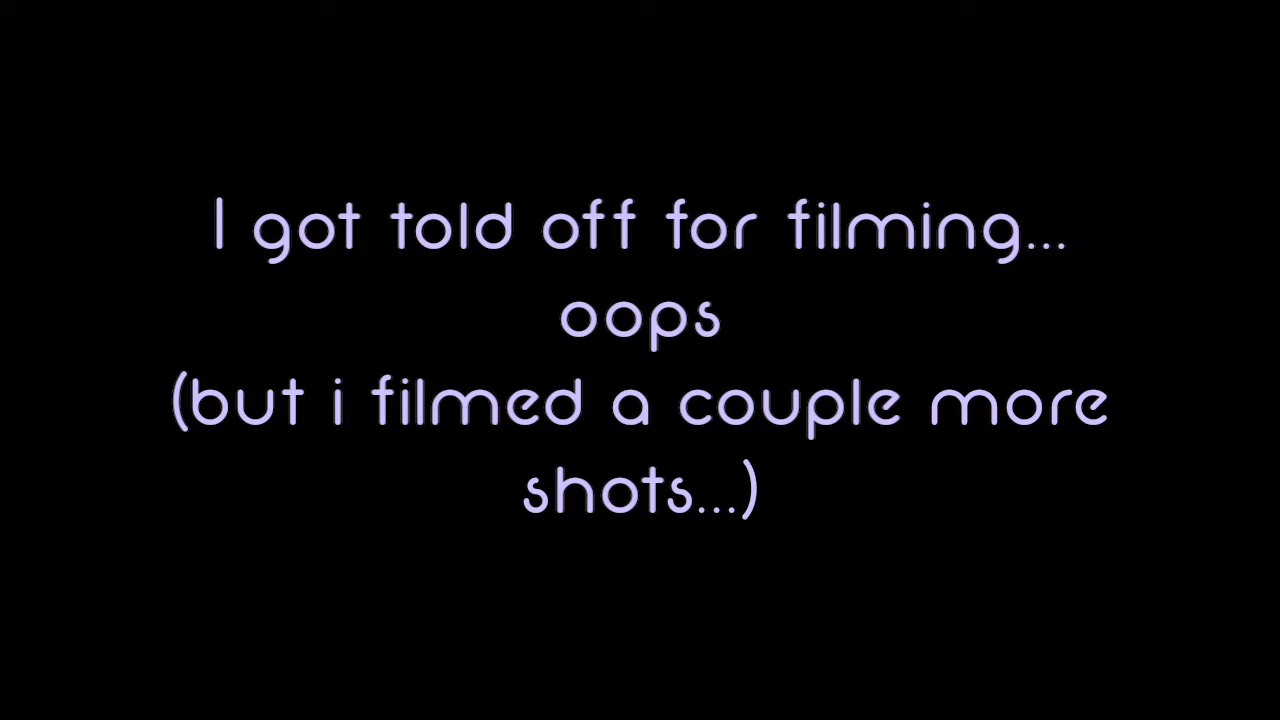 I got told off for filming...
oops
(but i filmed a couple more
shots...)